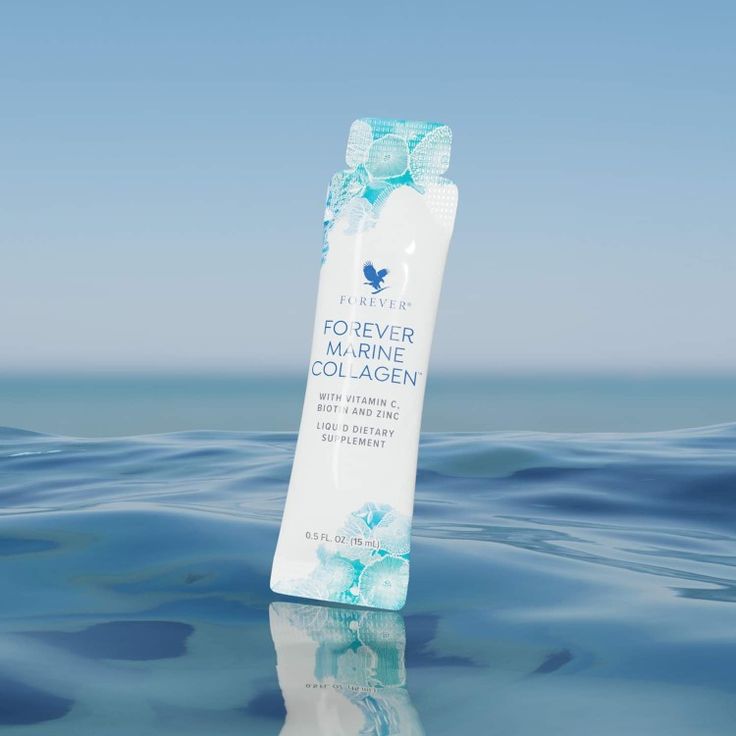 FOREVER®
FOREVER
MARINE
COLLAGEN™
WITH VITAMIN C,
BIOTIN AND ZINC
LIQUID DIETARY
SUPPLEMENT
0.5 FL. OZ. (15 mL)